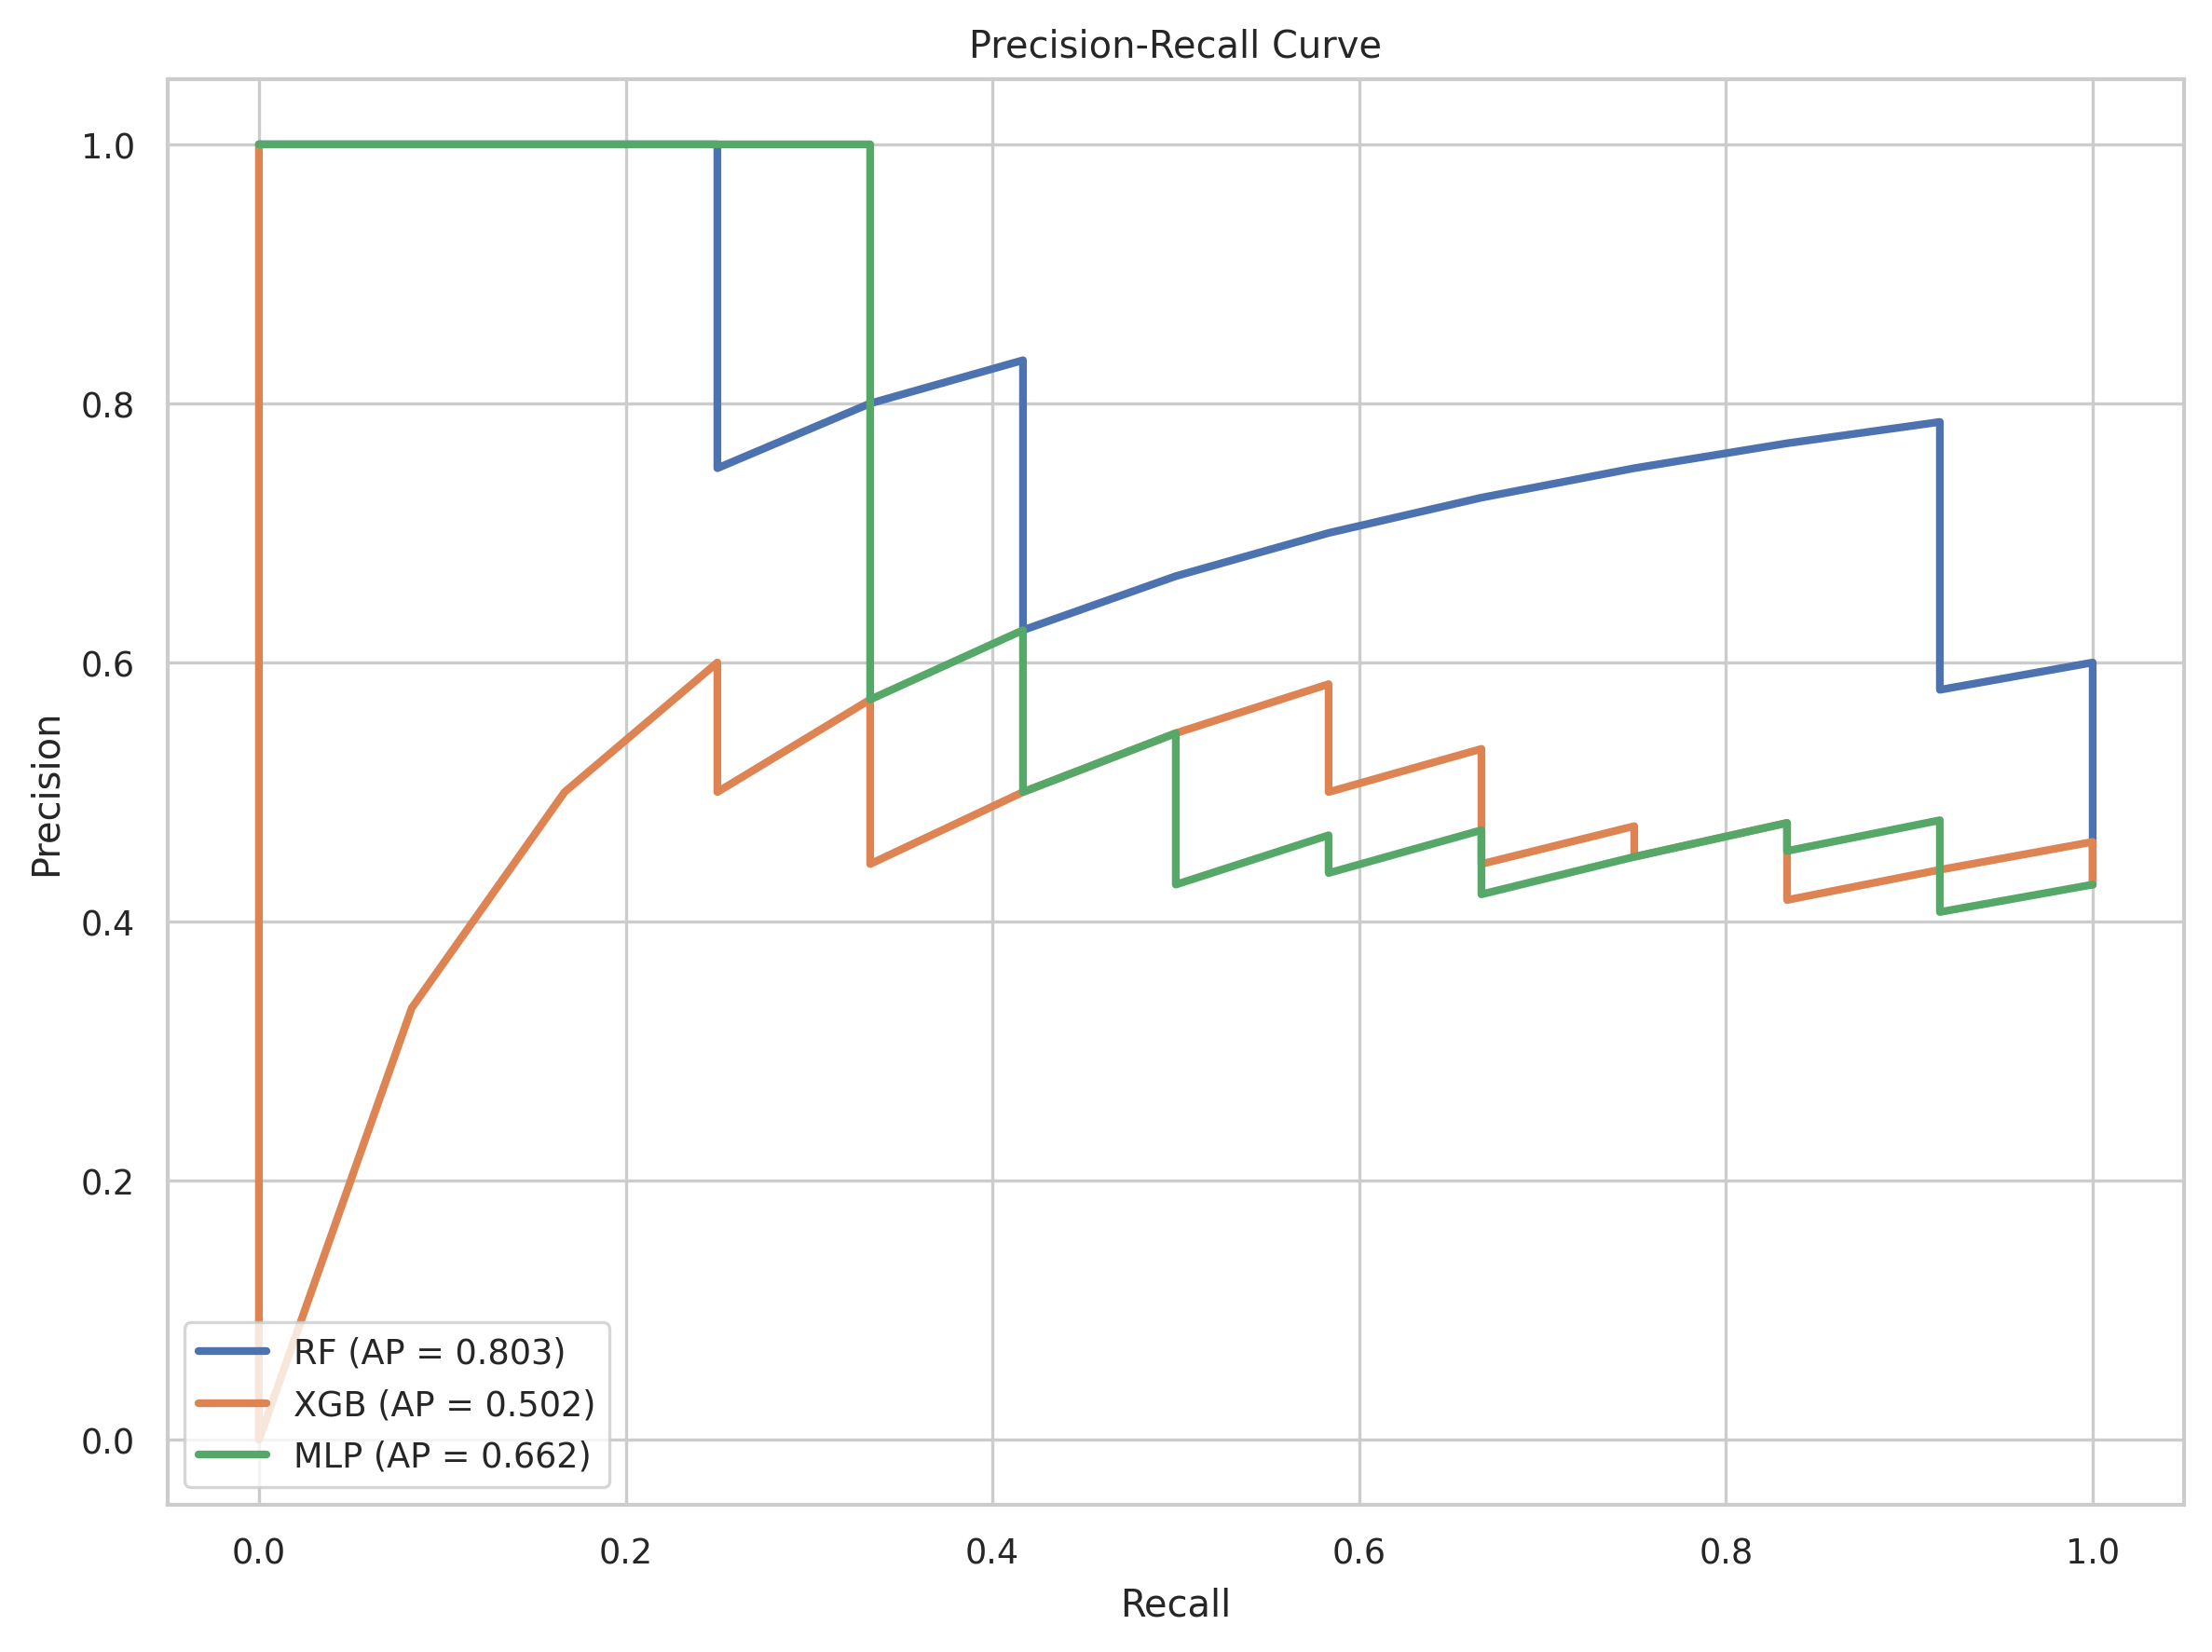 Precision-Recall Curve
Precision
1.0
0.8
0.6
0.4
0.2
0.0
RF (AP = 0.803)
XGB (AP = 0.502)
MLP (AP = 0.662)
0.0 0.2 0.4 0.6 0.8 1.0
Recall